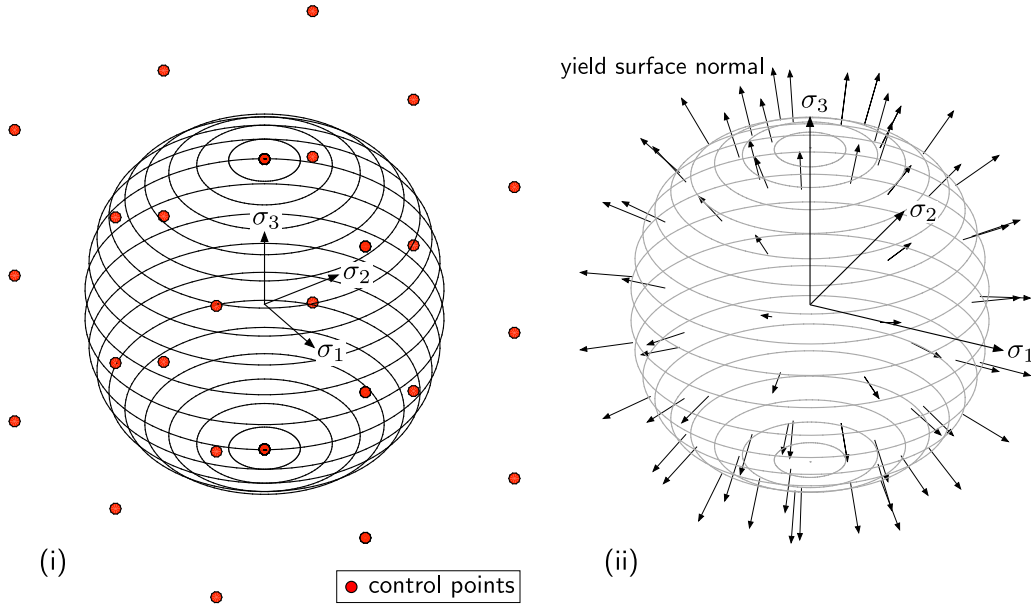 yield surface normal
σ3
σ3
σ2
σ2
σ1
σ1
(i)
(ii)
control points